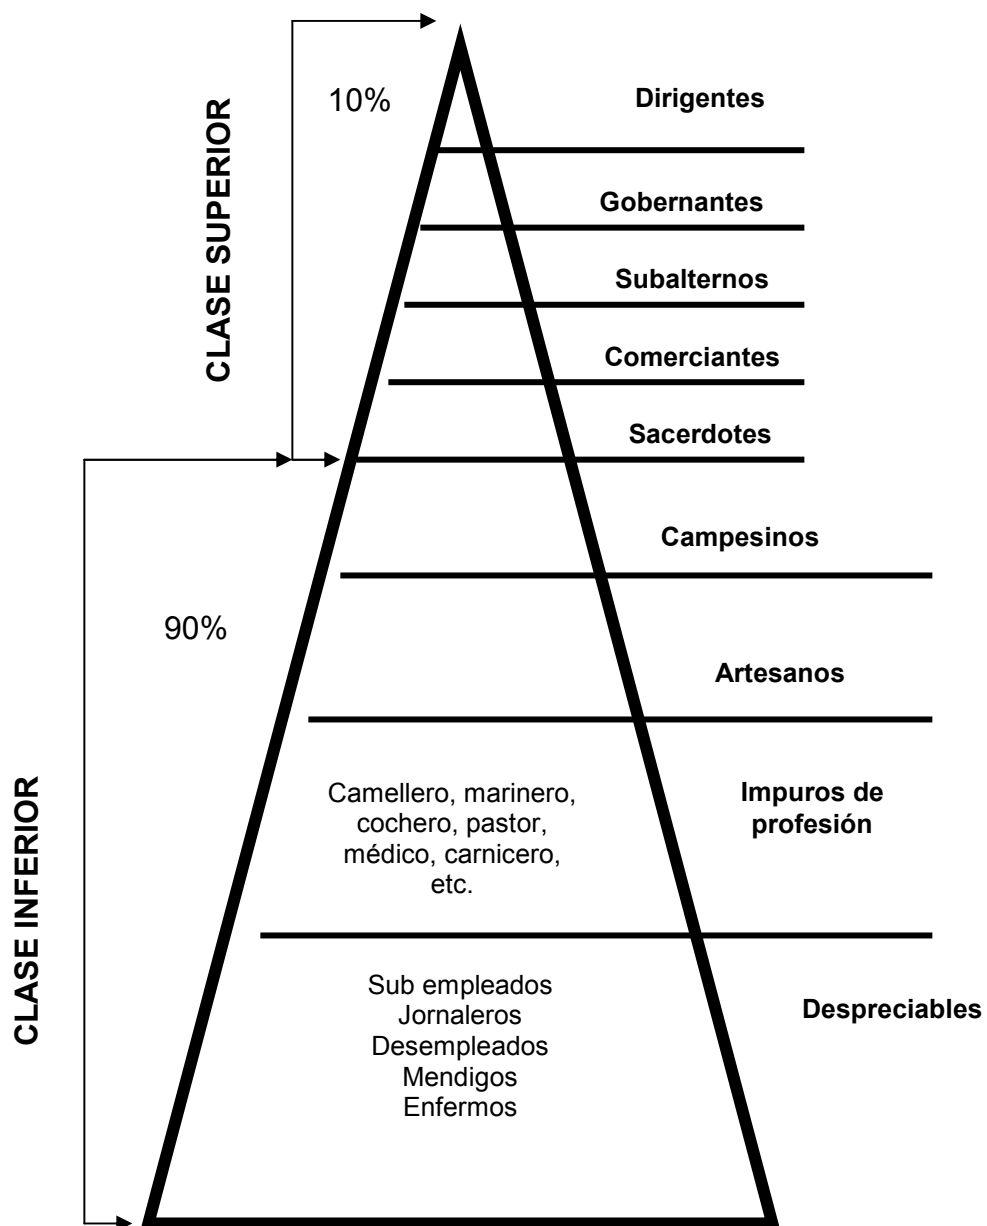 10%
Dirigentes
CLASE SUPERIOR
Gobernantes
Subalternos
Comerciantes
Sacerdotes
Campesinos
90%
Artesanos
CLASE INFERIOR
Camellero, marinero,
cochero, pastor,
médico, carnicero,
etc.
Impuros de
profesión
Sub empleados
Jornaleros
Desempleados
Mendigos
Enfermos
Despreciables